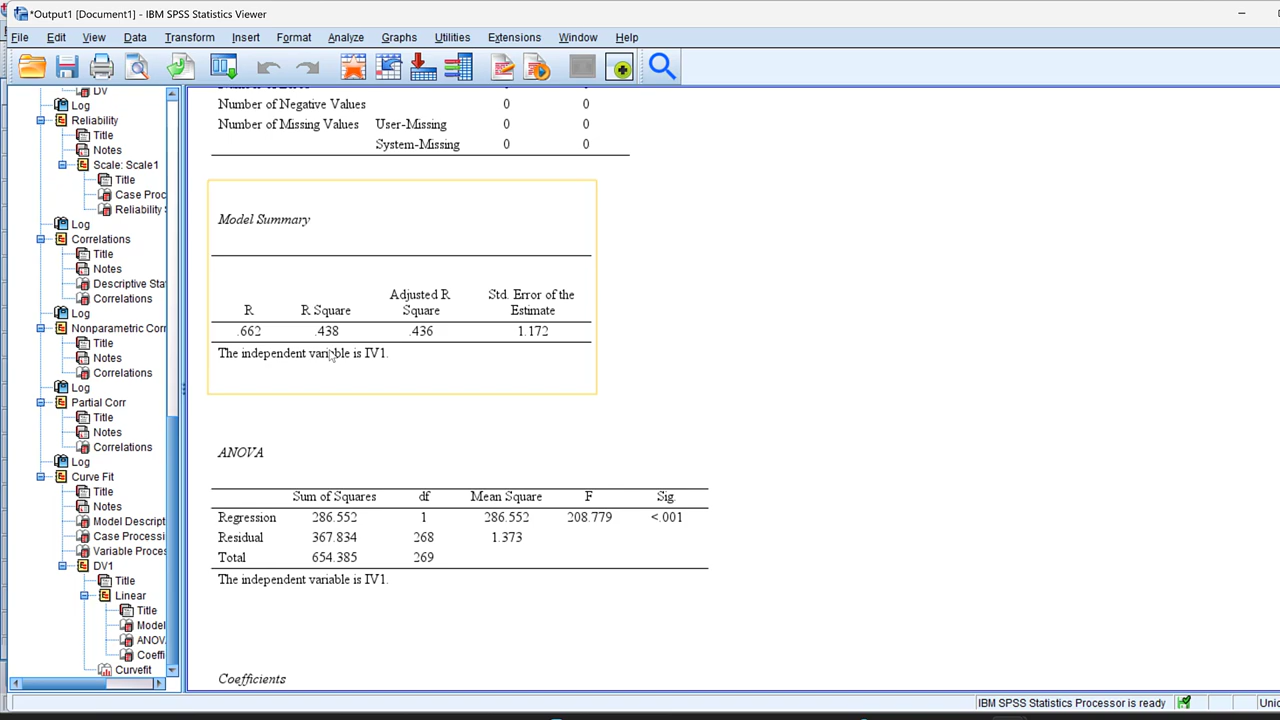 *Output1 [Document1] - IBM SPSS Statistics Viewer
File Edit View Data Transform Insert Format Analyze Graphs Utilities Extensions Window Help
DV
Log
Reliability
Title
Notes
Scale: Scale1
Title
Case Proc
Reliability
Log
Correlations
Title
Notes
Descriptive Sta
Correlations
Log
Nonparametric Corr
Title
Notes
Correlations
Log
Partial Corr
Title
Notes
Correlations
Log
Curve Fit
Title
Notes
Model Descript
Case Processi
Variable Proce
DV1
Title
Linear
Title
Model
ANOV
Coeffi
Curvefit
Number of Negative Values 0 0
Number of Missing Values User-Missing 0 0
System-Missing 0 0
Model Summary
R R Square Adjusted R Square Std. Error of the Estimate
.662 .438 .436 1.172
The independent variable is IV1.
ANOVA
Sum of Squares df Mean Square F Sig.
Regression 286.552 1 286.552 208.779 <.001
Residual 367.834 268 1.373
Total 654.385 269
The independent variable is IV1.
Coefficients
IBM SPSS Statistics Processor is ready
Unic